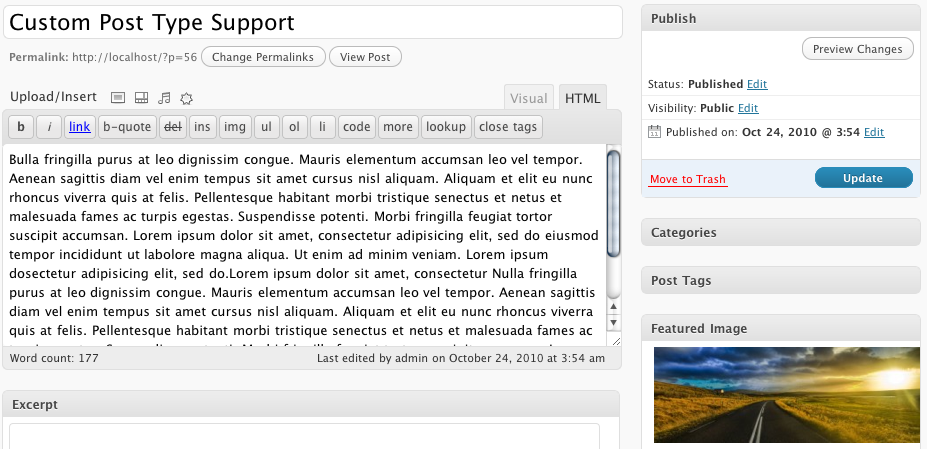 Custom Post Type Support
Permalink: http://localhost/?p=56 Change Permalinks View Post
Upload/Insert
Visual HTML
b i link b-quote del ins img ul ol li code more lookup close tags
Bulla fringilla purus at leo dignissim congue. Mauris elementum accumsan leo vel tempor.
Aenean sagittis diam vel enim tempus sit amet cursus nisl aliquam. Aliquam et elit eu nunc
rhoncus viverra quis at felis. Pellentesque habitant morbi tristique senectus et netus et
malesuada fames ac turpis egestas. Suspendisse potenti. Morbi fringilla feugiat tortor
suscipit accumsan. Lorem ipsum dolor sit amet, consectetur adipisicing elit, sed do eiusmod
tempor incididunt ut labolore magna aliqua. Ut enim ad minim veniam. Lorem ipsum
dosectetur adipisicing elit, sed do.Lorem ipsum dolor sit amet, consectetur Nulla fringilla
purus at leo dignissim congue. Mauris elementum accumsan leo vel tempor. Aenean sagittis
diam vel enim tempus sit amet cursus nisl aliquam. Aliquam et elit eu nunc rhoncus viverra
quis at felis. Pellentesque habitant morbi tristique senectus et netus et malesuada fames ac
Word count: 177
Last edited by admin on October 24, 2010 at 3:54 am
Excerpt
Publish
Preview Changes
Status: Published Edit
Visibility: Public Edit
Published on: Oct 24, 2010 @ 3:54 Edit
Move to Trash
Update
Categories
Post Tags
Featured Image